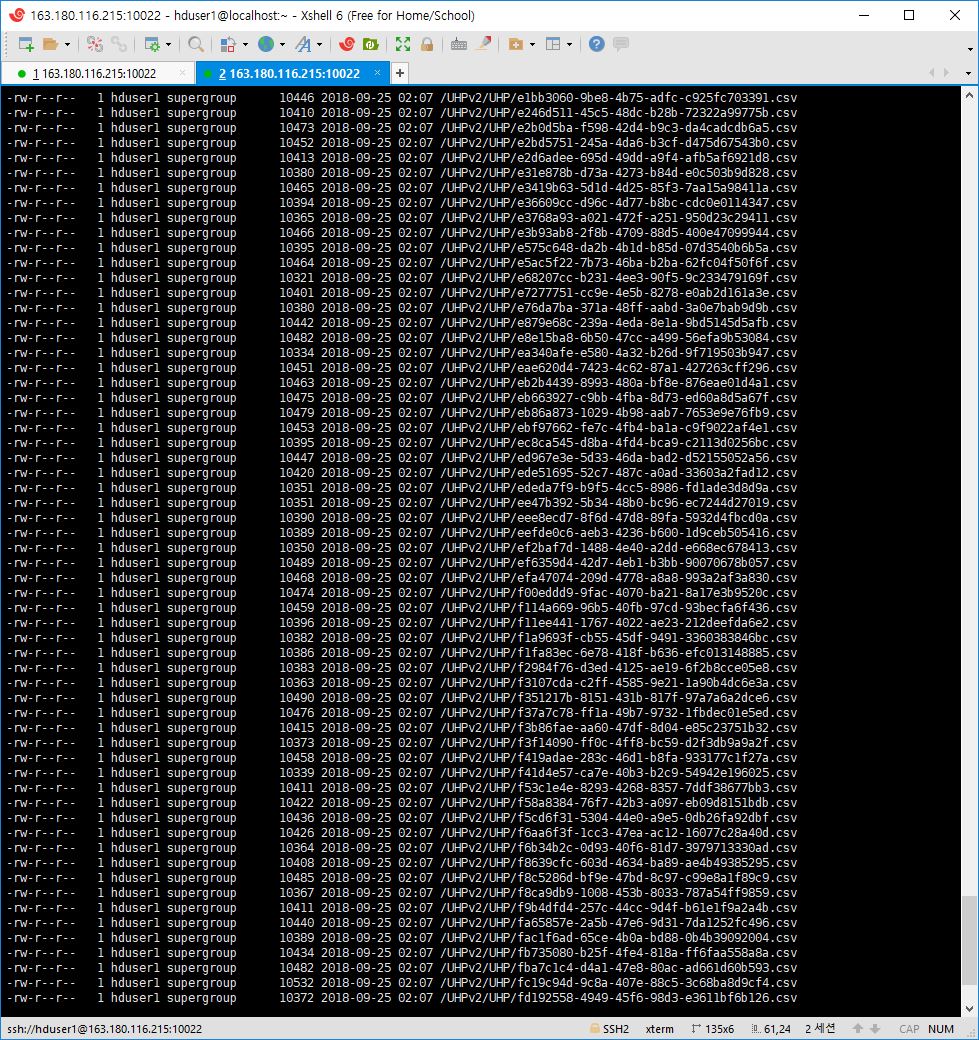 163.180.116.215:10022 - hduser1@localhost:~ - Xshell 6 (Free for Home/School)
1 163.180.116.215:10022 × 2 163.180.116.215:10022 × +
-rw-r--r-- 1 hduser1 supergroup 10446 2018-09-25 02:07 /UHPv2/UHP/e1bb3060-9be8-4b75-adfc-c925fc703391.csv
-rw-r--r-- 1 hduser1 supergroup 10410 2018-09-25 02:07 /UHPv2/UHP/e246d511-45c5-48dc-b28b-72322a99775b.csv
-rw-r--r-- 1 hduser1 supergroup 10473 2018-09-25 02:07 /UHPv2/UHP/e2b0d5ba-f598-42d4-b9c3-da4cadcdb6a5.csv
-rw-r--r-- 1 hduser1 supergroup 10452 2018-09-25 02:07 /UHPv2/UHP/e2bd5751-245a-4da6-b3cf-d475d67543b0.csv
-rw-r--r-- 1 hduser1 supergroup 10413 2018-09-25 02:07 /UHPv2/UHP/e2d6adee-695d-49dd-a9f4-afb5af6921d8.csv
-rw-r--r-- 1 hduser1 supergroup 10380 2018-09-25 02:07 /UHPv2/UHP/e31e878b-d73a-4273-b84d-e0c503b9d828.csv
-rw-r--r-- 1 hduser1 supergroup 10465 2018-09-25 02:07 /UHPv2/UHP/e3419b63-5d1d-4d25-85f3-7aa15a98411a.csv
-rw-r--r-- 1 hduser1 supergroup 10394 2018-09-25 02:07 /UHPv2/UHP/e36609cc-d96c-4d77-b8bc-cdc0e0114347.csv
-rw-r--r-- 1 hduser1 supergroup 10365 2018-09-25 02:07 /UHPv2/UHP/e3768a93-a021-472f-a251-950d23c29411.csv
-rw-r--r-- 1 hduser1 supergroup 10466 2018-09-25 02:07 /UHPv2/UHP/e3b93ab8-2f8b-4709-88d5-400e47099944.csv
-rw-r--r-- 1 hduser1 supergroup 10395 2018-09-25 02:07 /UHPv2/UHP/e575c648-da2b-4b1d-b85d-07d3540b6b5a.csv
-rw-r--r-- 1 hduser1 supergroup 10464 2018-09-25 02:07 /UHPv2/UHP/e5ac5f22-7b73-46ba-b2ba-62fc04f50f6f.csv
-rw-r--r-- 1 hduser1 supergroup 10321 2018-09-25 02:07 /UHPv2/UHP/e68207cc-b231-4ee3-90f5-9c233479169f.csv
-rw-r--r-- 1 hduser1 supergroup 10401 2018-09-25 02:07 /UHPv2/UHP/e7277751-cc9e-4e5b-8278-e0ab2d161a3e.csv
-rw-r--r-- 1 hduser1 supergroup 10380 2018-09-25 02:07 /UHPv2/UHP/e76da7ba-371a-48ff-aabd-3a0e7bab9d9b.csv
-rw-r--r-- 1 hduser1 supergroup 10442 2018-09-25 02:07 /UHPv2/UHP/e879e68c-239a-4eda-8e1a-9bd5145d5afb.csv
-rw-r--r-- 1 hduser1 supergroup 10482 2018-09-25 02:07 /UHPv2/UHP/e8e15ba8-6b50-47cc-a499-56efa9b53084.csv
-rw-r--r-- 1 hduser1 supergroup 10334 2018-09-25 02:07 /UHPv2/UHP/ea340afe-e580-4a32-b26d-9f719503b947.csv
-rw-r--r-- 1 hduser1 supergroup 10451 2018-09-25 02:07 /UHPv2/UHP/eae620d4-7423-4c62-87a1-427263cff296.csv
-rw-r--r-- 1 hduser1 supergroup 10463 2018-09-25 02:07 /UHPv2/UHP/eb2b4439-8993-480a-bf8e-876eae01d4a1.csv
-rw-r--r-- 1 hduser1 supergroup 10475 2018-09-25 02:07 /UHPv2/UHP/eb663927-c9bb-4fba-8d73-ed60a8d5a67f.csv
-rw-r--r-- 1 hduser1 supergroup 10479 2018-09-25 02:07 /UHPv2/UHP/eb86a873-1029-4b98-aab7-7653e9e76fb9.csv
-rw-r--r-- 1 hduser1 supergroup 10453 2018-09-25 02:07 /UHPv2/UHP/ebf97662-fe7c-4fb4-ba1a-c9f9022af4e1.csv
-rw-r--r-- 1 hduser1 supergroup 10395 2018-09-25 02:07 /UHPv2/UHP/ec8ca545-d8ba-4fd4-bca9-c2113d0256bc.csv
-rw-r--r-- 1 hduser1 supergroup 10447 2018-09-25 02:07 /UHPv2/UHP/ed967e3e-5d33-46da-bad2-d52155052a56.csv
-rw-r--r-- 1 hduser1 supergroup 10420 2018-09-25 02:07 /UHPv2/UHP/ede51695-52c7-487c-a0ad-33603a2fad12.csv
-rw-r--r-- 1 hduser1 supergroup 10351 2018-09-25 02:07 /UHPv2/UHP/ededa7f9-b9f5-4cc5-8986-fd1ade3d8d9a.csv
-rw-r--r-- 1 hduser1 supergroup 10351 2018-09-25 02:07 /UHPv2/UHP/ee47b392-5b34-48b0-bc96-ec7244d27019.csv
-rw-r--r-- 1 hduser1 supergroup 10390 2018-09-25 02:07 /UHPv2/UHP/eee8ecd7-8f6d-47d8-89fa-5932d4fbcd0a.csv
-rw-r--r-- 1 hduser1 supergroup 10389 2018-09-25 02:07 /UHPv2/UHP/eefde0c6-aeb3-4236-b600-1d9ceb505416.csv
-rw-r--r-- 1 hduser1 supergroup 10350 2018-09-25 02:07 /UHPv2/UHP/ef2baf7d-1488-4e40-a2dd-e668ec678413.csv
-rw-r--r-- 1 hduser1 supergroup 10489 2018-09-25 02:07 /UHPv2/UHP/ef6359d4-42d7-4eb1-b3bb-90070678b057.csv
-rw-r--r-- 1 hduser1 supergroup 10468 2018-09-25 02:07 /UHPv2/UHP/efa47074-209d-4778-a8a8-993a2af3a830.csv
-rw-r--r-- 1 hduser1 supergroup 10474 2018-09-25 02:07 /UHPv2/UHP/f00eddd9-9fac-4070-ba21-8a17e3b9520c.csv
-rw-r--r-- 1 hduser1 supergroup 10459 2018-09-25 02:07 /UHPv2/UHP/f114a669-96b5-40fb-97cd-93becfa6f436.csv
-rw-r--r-- 1 hduser1 supergroup 10396 2018-09-25 02:07 /UHPv2/UHP/f11ee441-1767-4022-ae23-212deefda6e2.csv
-rw-r--r-- 1 hduser1 supergroup 10382 2018-09-25 02:07 /UHPv2/UHP/f1a9693f-cb55-45df-9491-3360383846bc.csv
-rw-r--r-- 1 hduser1 supergroup 10386 2018-09-25 02:07 /UHPv2/UHP/f1fa83ec-6e78-418f-b636-efc013148885.csv
-rw-r--r-- 1 hduser1 supergroup 10383 2018-09-25 02:07 /UHPv2/UHP/f2984f76-d3ed-4125-ae19-6f2b8cce05e8.csv
-rw-r--r-- 1 hduser1 supergroup 10363 2018-09-25 02:07 /UHPv2/UHP/f3107cda-c2ff-4585-9e21-1a90b4dc6e3a.csv
-rw-r--r-- 1 hduser1 supergroup 10490 2018-09-25 02:07 /UHPv2/UHP/f351217b-8151-431b-817f-97a7a6a2dce6.csv
-rw-r--r-- 1 hduser1 supergroup 10476 2018-09-25 02:07 /UHPv2/UHP/f37a7c78-ff1a-49b7-9732-1fbdec01e5ed.csv
-rw-r--r-- 1 hduser1 supergroup 10415 2018-09-25 02:07 /UHPv2/UHP/f3b86fae-aa60-47df-8d04-e85c23751b32.csv
-rw-r--r-- 1 hduser1 supergroup 10373 2018-09-25 02:07 /UHPv2/UHP/f3f14090-ff0c-4ff8-bc59-d2f3db9a9a2f.csv
-rw-r--r-- 1 hduser1 supergroup 10458 2018-09-25 02:07 /UHPv2/UHP/f419adae-283c-46d1-b8fa-933177c1f27a.csv
-rw-r--r-- 1 hduser1 supergroup 10339 2018-09-25 02:07 /UHPv2/UHP/f41d4e57-ca7e-40b3-b2c9-54942e196025.csv
-rw-r--r-- 1 hduser1 supergroup 10411 2018-09-25 02:07 /UHPv2/UHP/f53c1e4e-8293-4268-8357-7ddf38677bb3.csv
-rw-r--r-- 1 hduser1 supergroup 10422 2018-09-25 02:07 /UHPv2/UHP/f58a8384-76f7-42b3-a097-eb09d8151bdb.csv
-rw-r--r-- 1 hduser1 supergroup 10436 2018-09-25 02:07 /UHPv2/UHP/f5cd6f31-5304-44e0-a9e5-0db26fa92dbf.csv
-rw-r--r-- 1 hduser1 supergroup 10426 2018-09-25 02:07 /UHPv2/UHP/f6aa6f3f-1cc3-47ea-ac12-16077c28a40d.csv
-rw-r--r-- 1 hduser1 supergroup 10364 2018-09-25 02:07 /UHPv2/UHP/f6b34b2c-0d93-40f6-81d7-3979713330ad.csv
-rw-r--r-- 1 hduser1 supergroup 10408 2018-09-25 02:07 /UHPv2/UHP/f8639cfc-603d-4634-ba89-ae4b49385295.csv
-rw-r--r-- 1 hduser1 supergroup 10485 2018-09-25 02:07 /UHPv2/UHP/f8c5286d-bf9e-47bd-8c97-c99e8a1f89c9.csv
-rw-r--r-- 1 hduser1 supergroup 10367 2018-09-25 02:07 /UHPv2/UHP/f8ca9db9-1008-453b-8033-787a54ff9859.csv
-rw-r--r-- 1 hduser1 supergroup 10411 2018-09-25 02:07 /UHPv2/UHP/f9b4dfd4-257c-44cc-9d4f-b61e1f9a2a4b.csv
-rw-r--r-- 1 hduser1 supergroup 10440 2018-09-25 02:07 /UHPv2/UHP/fa65857e-2a5b-47e6-9d31-7da1252fc496.csv
-rw-r--r-- 1 hduser1 supergroup 10389 2018-09-25 02:07 /UHPv2/UHP/fac1f6ad-65ce-4b0a-bd88-0b4b39092004.csv
-rw-r--r-- 1 hduser1 supergroup 10434 2018-09-25 02:07 /UHPv2/UHP/fb735080-b25f-4fe4-818a-ff6faa558a8a.csv
-rw-r--r-- 1 hduser1 supergroup 10482 2018-09-25 02:07 /UHPv2/UHP/fba7c1c4-d4a1-47e8-80ac-ad661d60b593.csv
-rw-r--r-- 1 hduser1 supergroup 10532 2018-09-25 02:07 /UHPv2/UHP/fc19c94d-9c8a-407e-88c5-3c68ba8d9cf4.csv
-rw-r--r-- 1 hduser1 supergroup 10372 2018-09-25 02:07 /UHPv2/UHP/fd192558-4949-45f6-98d3-e3611bf6b126.csv
ssh://hduser1@163.180.116.215:10022 SSH2 xterm 135x6 61,24 2 세션 CAP NUM